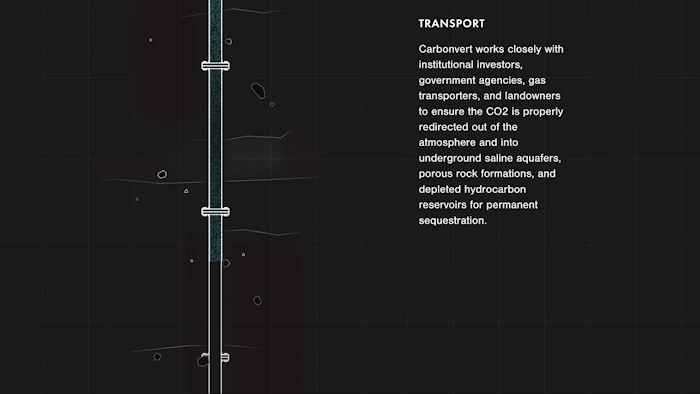 TRANSPORT
Carbonvert works closely with
institutional investors,
government agencies, gas
transporters, and landowners
to ensure the CO2 is properly
redirected out of the
atmosphere and into
underground saline aquafers,
porous rock formations, and
depleted hydrocarbon
reservoirs for permanent
sequestration.